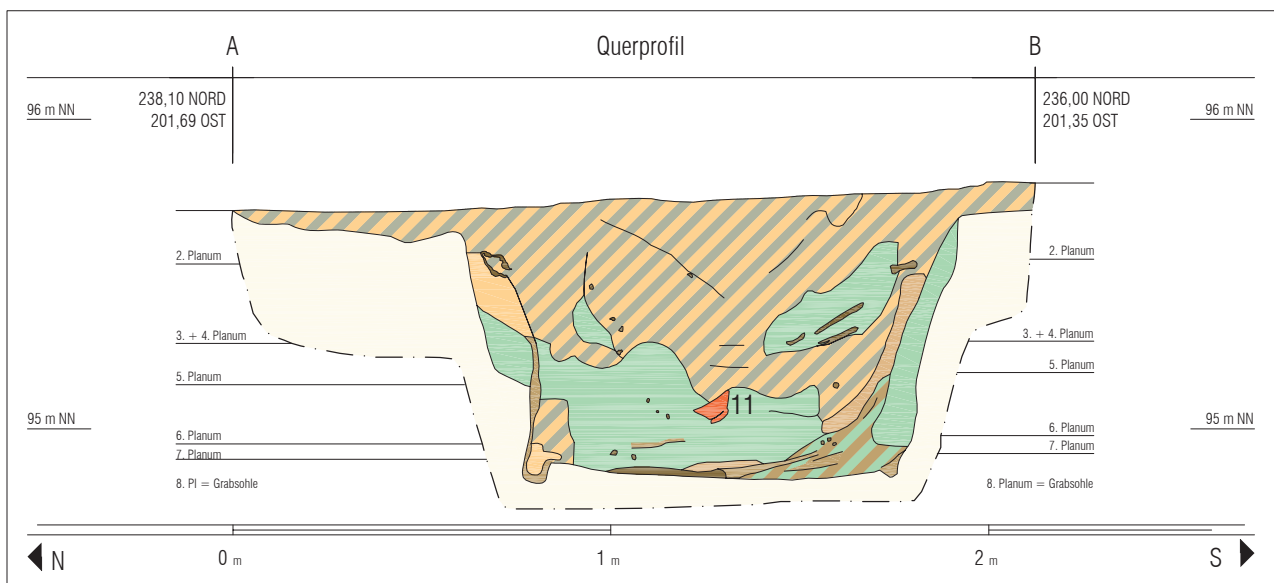 A
Querprofil
B
238,10 NORD
201,69 OST
236,00 NORD
201,35 OST
96 m NN
96 m NN
2. Planum
2. Planum
3. + 4. Planum
3. + 4. Planum
5. Planum
5. Planum
11
95 m NN
95 m NN
6. Planum
6. Planum
7. Planum
7. Planum
8. Pl = Grabsohle
8. Planum = Grabsohle
N
0 m
1 m
2 m
S